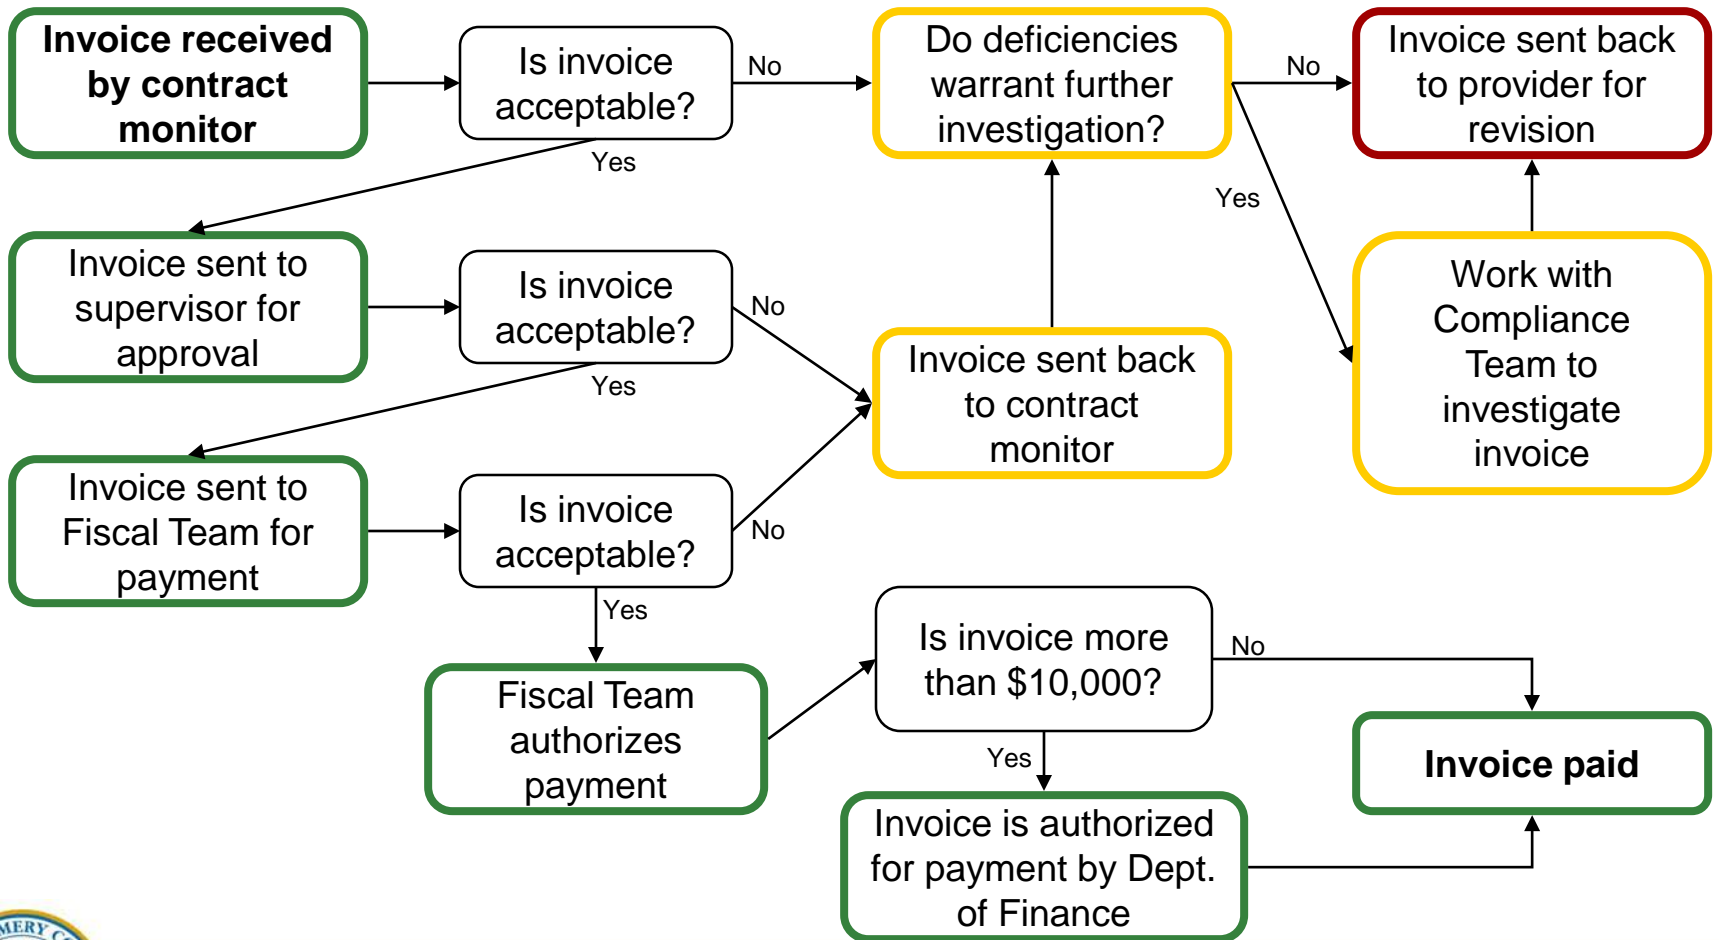 Invoice received
by contract
monitor
Is invoice
acceptable?
No
Do deficiencies
warrant further
investigation?
No
Invoice sent back
to provider for
revision
Yes
Yes
Invoice sent to
supervisor for
approval
Is invoice
acceptable?
No
Yes
Invoice sent back
to contract
monitor
Work with
Compliance
Team to
investigate
invoice
Invoice sent to
Fiscal Team for
payment
Is invoice
acceptable?
No
Yes
Fiscal Team
authorizes
payment
Is invoice more
than $10,000?
No
Yes
Invoice paid
Invoice is authorized
for payment by Dept.
of Finance